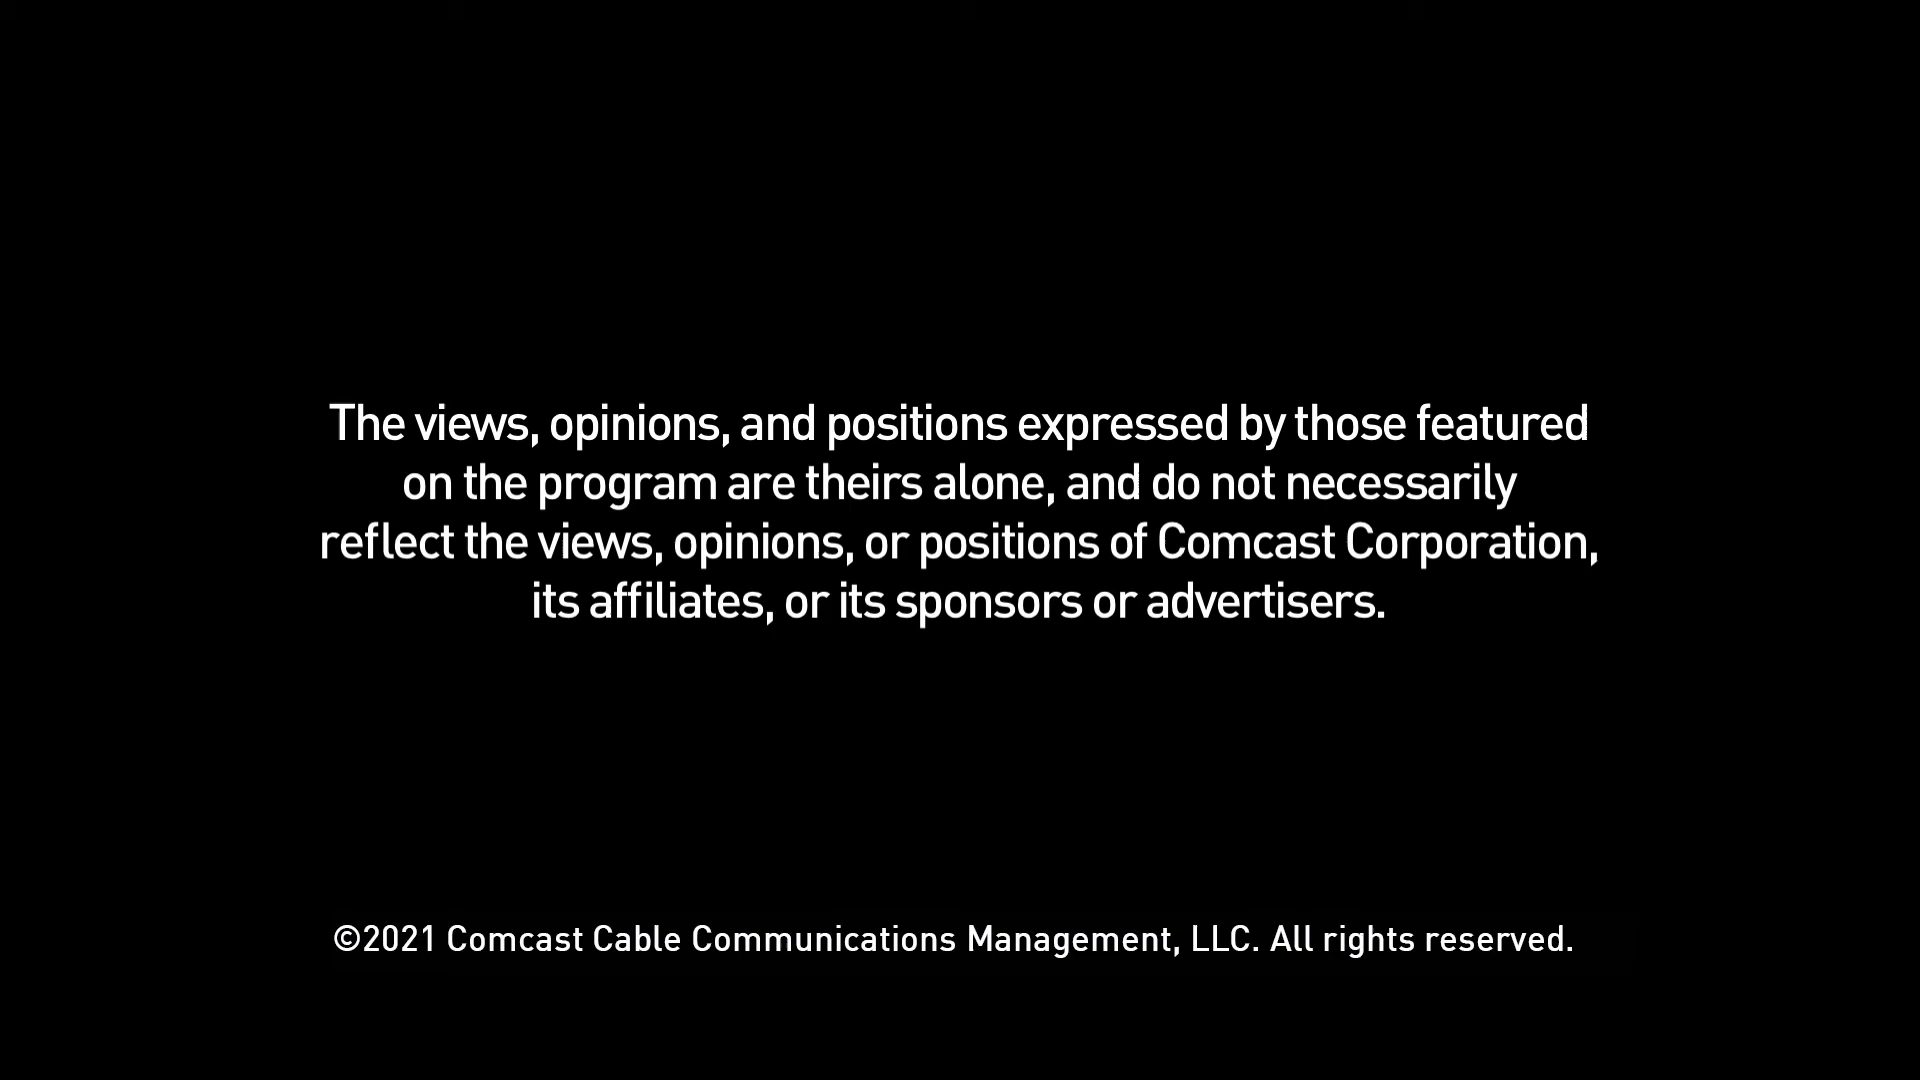 The views, opinions, and positions expressed by those featured
on the program are theirs alone, and do not necessarily
reflect the views, opinions, or positions of Comcast Corporation,
its affiliates, or its sponsors or advertisers.
©2021 Comcast Cable Communications Management, LLC. All rights reserved.